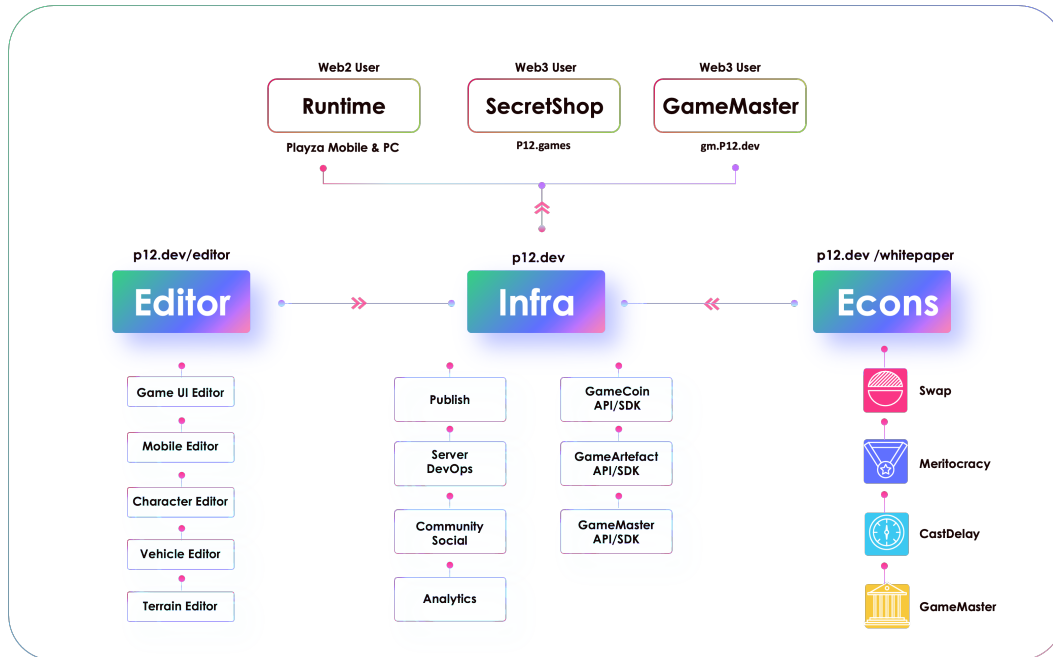 Web2 User
Runtime
Playza Mobile & PC
Web3 User
SecretShop
P12.games
Web3 User
GameMaster
gm.P12.dev
p12.dev/editor
Editor
Game UI Editor
Mobile Editor
Character Editor
Vehicle Editor
Terrain Editor
p12.dev
Infra
Publish
Server
DevOps
Community
Social
Analytics
GameCoin
API/SDK
GameArtefact
API/SDK
GameMaster
API/SDK
p12.dev /whitepaper
Econs
Swap
Meritocracy
CastDelay
GameMaster